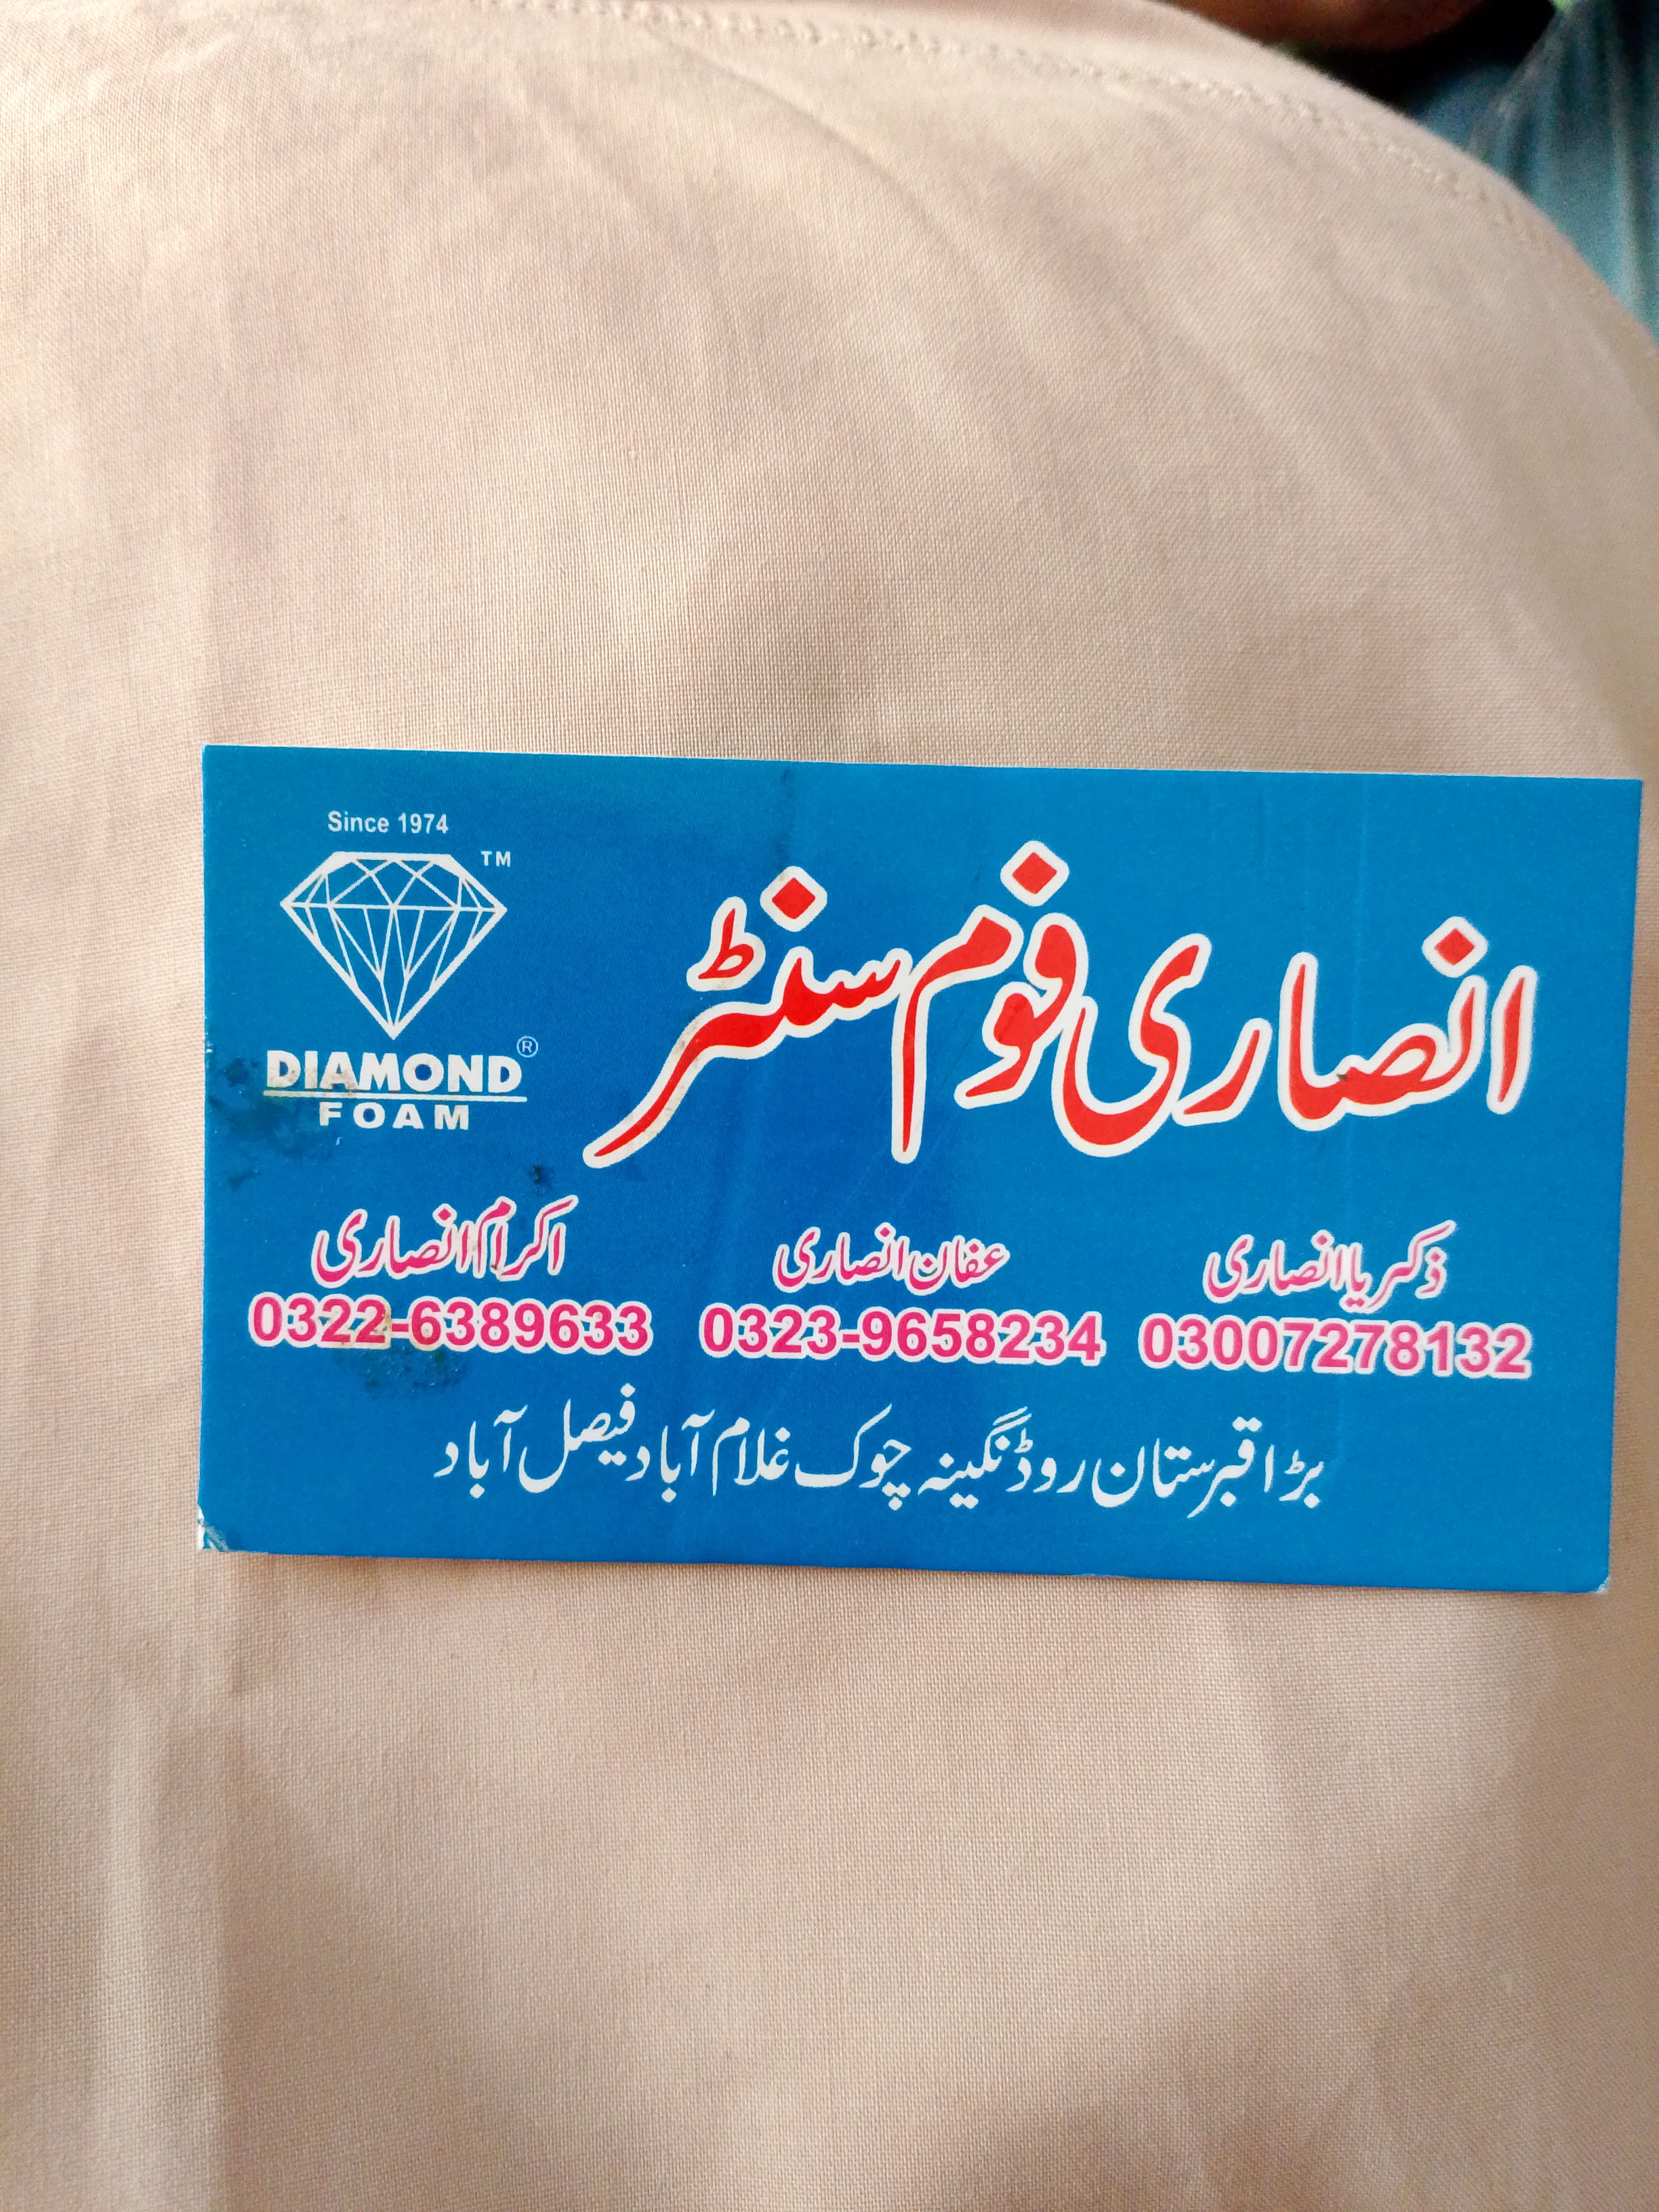 Since 1974
TM
DIAMOND®
FOAM
انصاری فوم سنٹر
ذکریا انصاری عفان انصاری اکرام انصاری
0322-6389633 0323-9658234 03007278132
بڑا قبرستان روڈ نگینہ چوک غلام آباد فیصل آباد